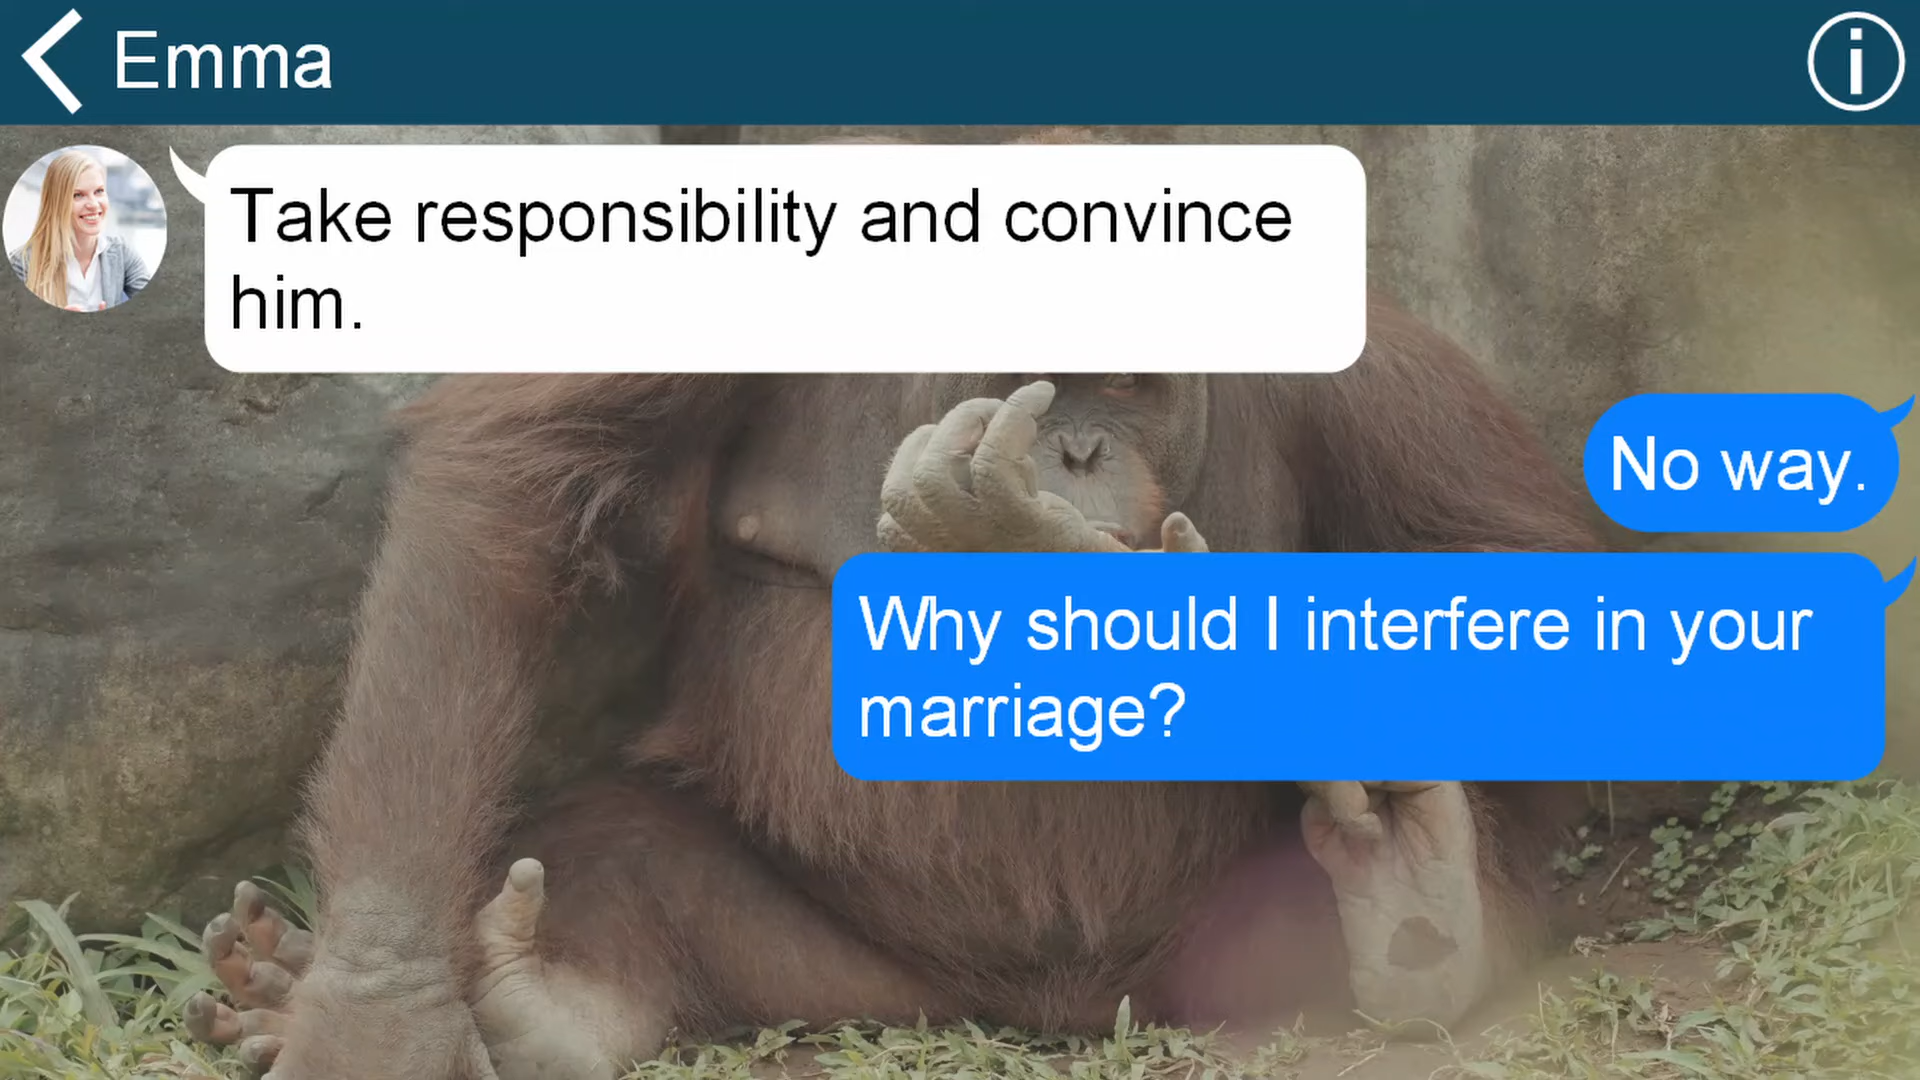 Emma
Take responsibility and convince
him.
No way.
Why should I interfere in your
marriage?